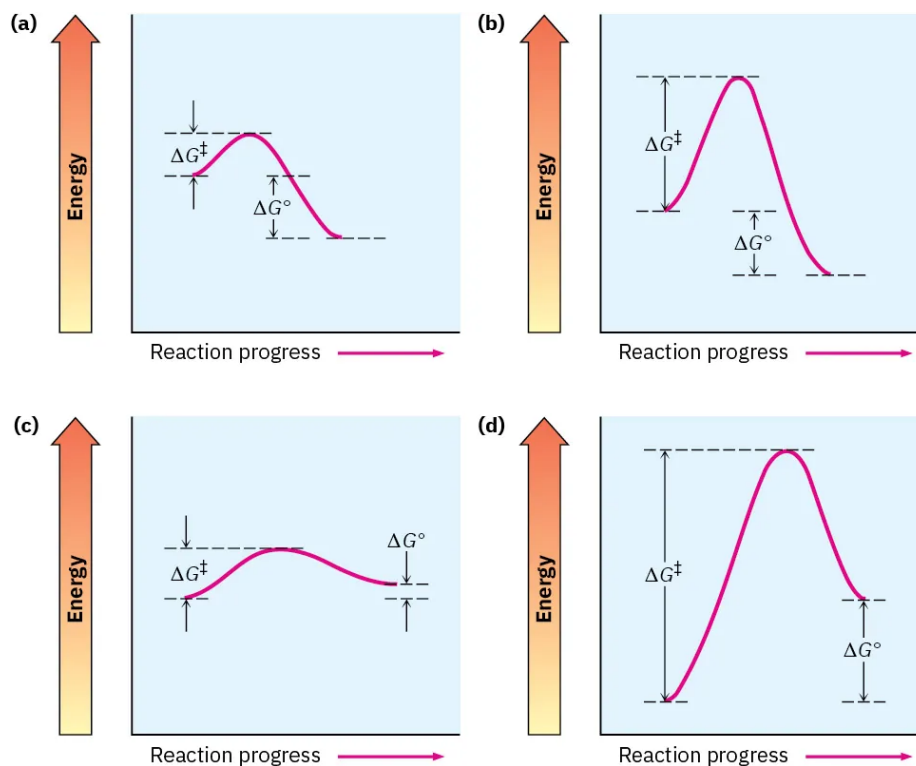 (a)
Energy
ΔG‡
ΔG°
Reaction progress
(b)
Energy
ΔG‡
ΔG°
Reaction progress
(c)
Energy
ΔG‡
ΔG°
Reaction progress
(d)
Energy
ΔG‡
ΔG°
Reaction progress